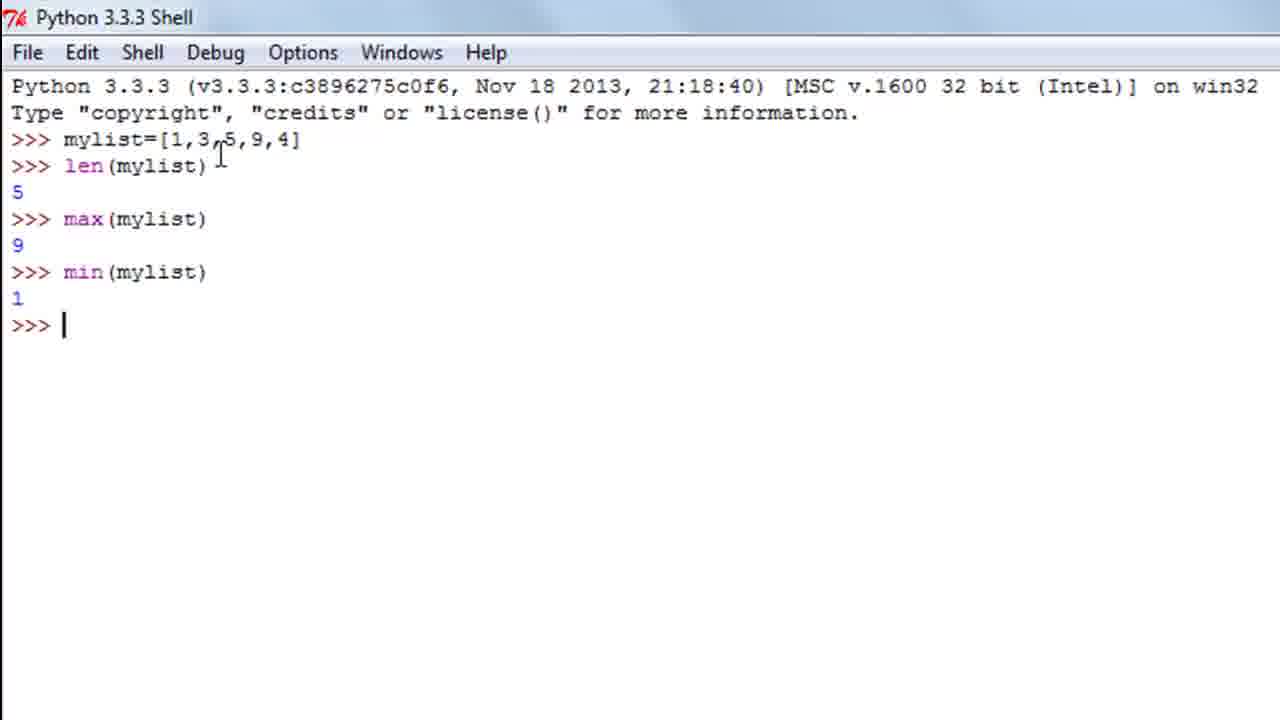 Python 3.3.3 Shell
File Edit Shell Debug Options Windows Help
Python 3.3.3 (v3.3.3:c3896275c0f6, Nov 18 2013, 21:18:40) [MSC v.1600 32 bit (Intel)] on win32
Type "copyright", "credits" or "license()" for more information.
>>> mylist=[1,3,5,9,4]
>>> len(mylist)
5
>>> max(mylist)
9
>>> min(mylist)
1
>>>